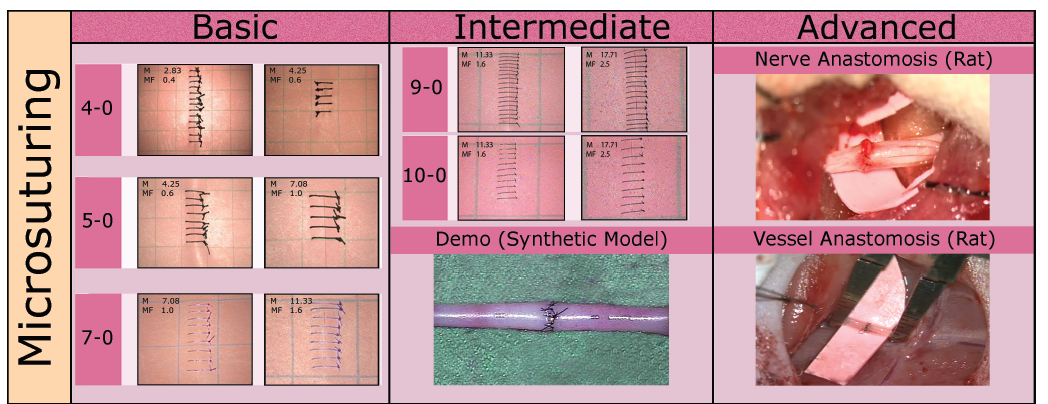 Microsuturing
Basic
4-0
M 2.83
MF 0.4
M 4.25
MF 0.6
5-0
M 4.25
MF 0.6
M 7.08
MF 1.0
7-0
M 7.08
MF 1.0
M 11.33
MF 1.6
Intermediate
9-0
M 11.33
MF 1.6
M 17.71
MF 2.5
10-0
M 11.33
MF 1.6
M 17.71
MF 2.5
Demo (Synthetic Model)
Advanced
Nerve Anastomosis (Rat)
Vessel Anastomosis (Rat)